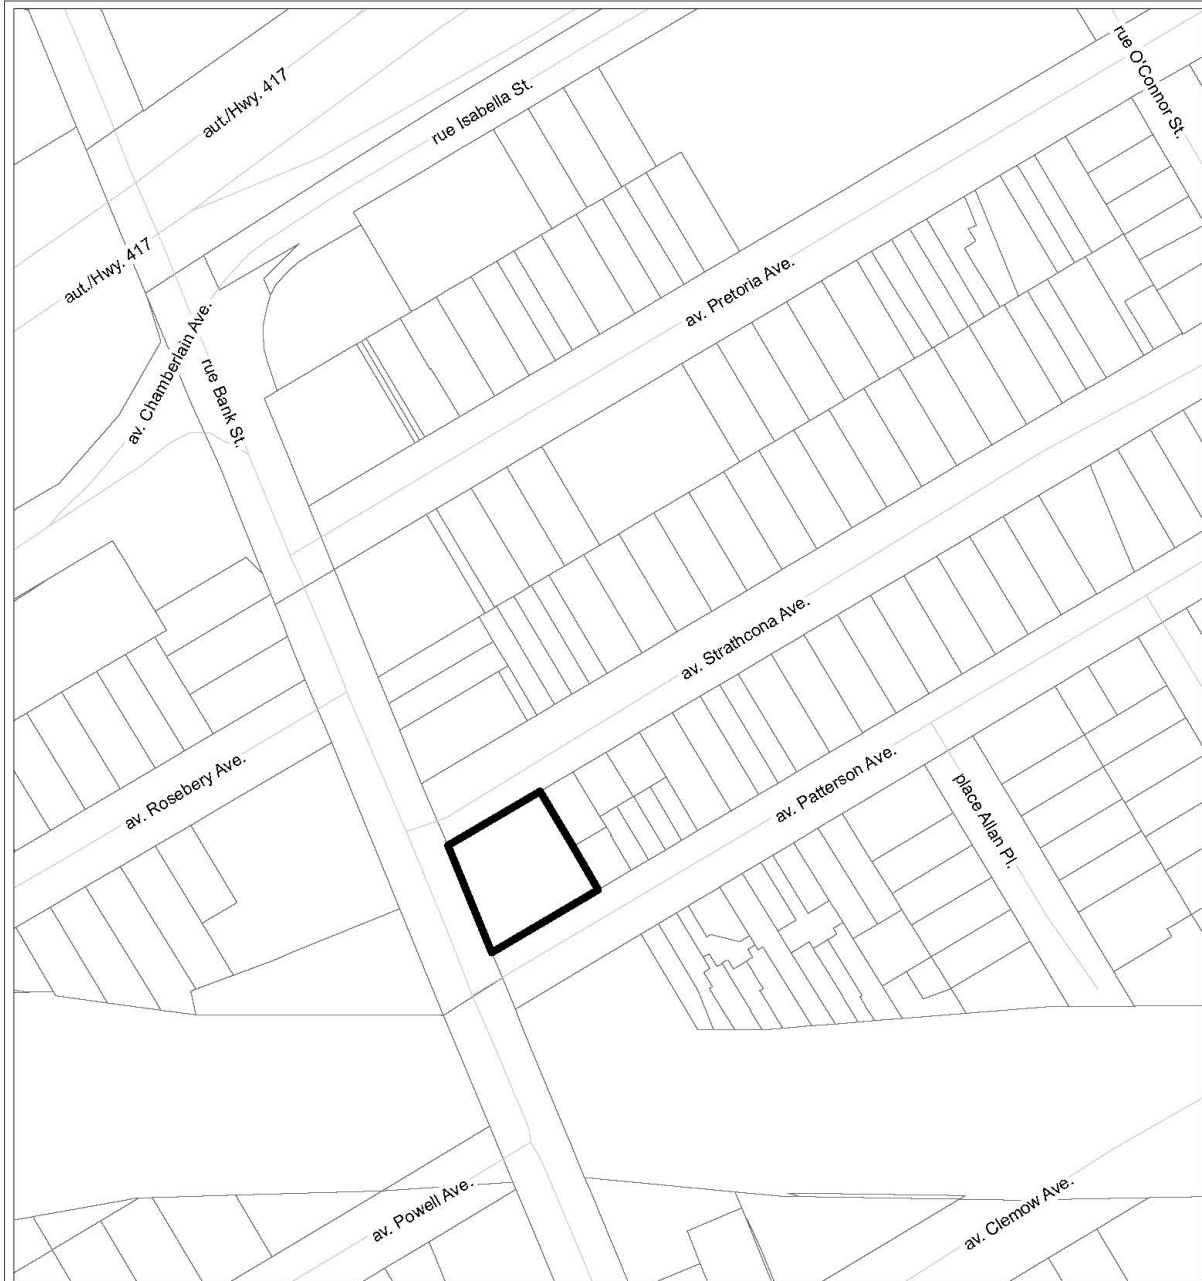 rue O'Connor St.
aut./Hwy. 417
rue Isabella St.
aut./Hwy. 417
av. Pretoria Ave.
av. Chamberlain Ave.
rue Bank St.
av. Strathcona Ave.
av. Rosebery Ave.
av. Patterson Ave.
place Allan Pl.
av. Powell Ave.
av. Clemow Ave.